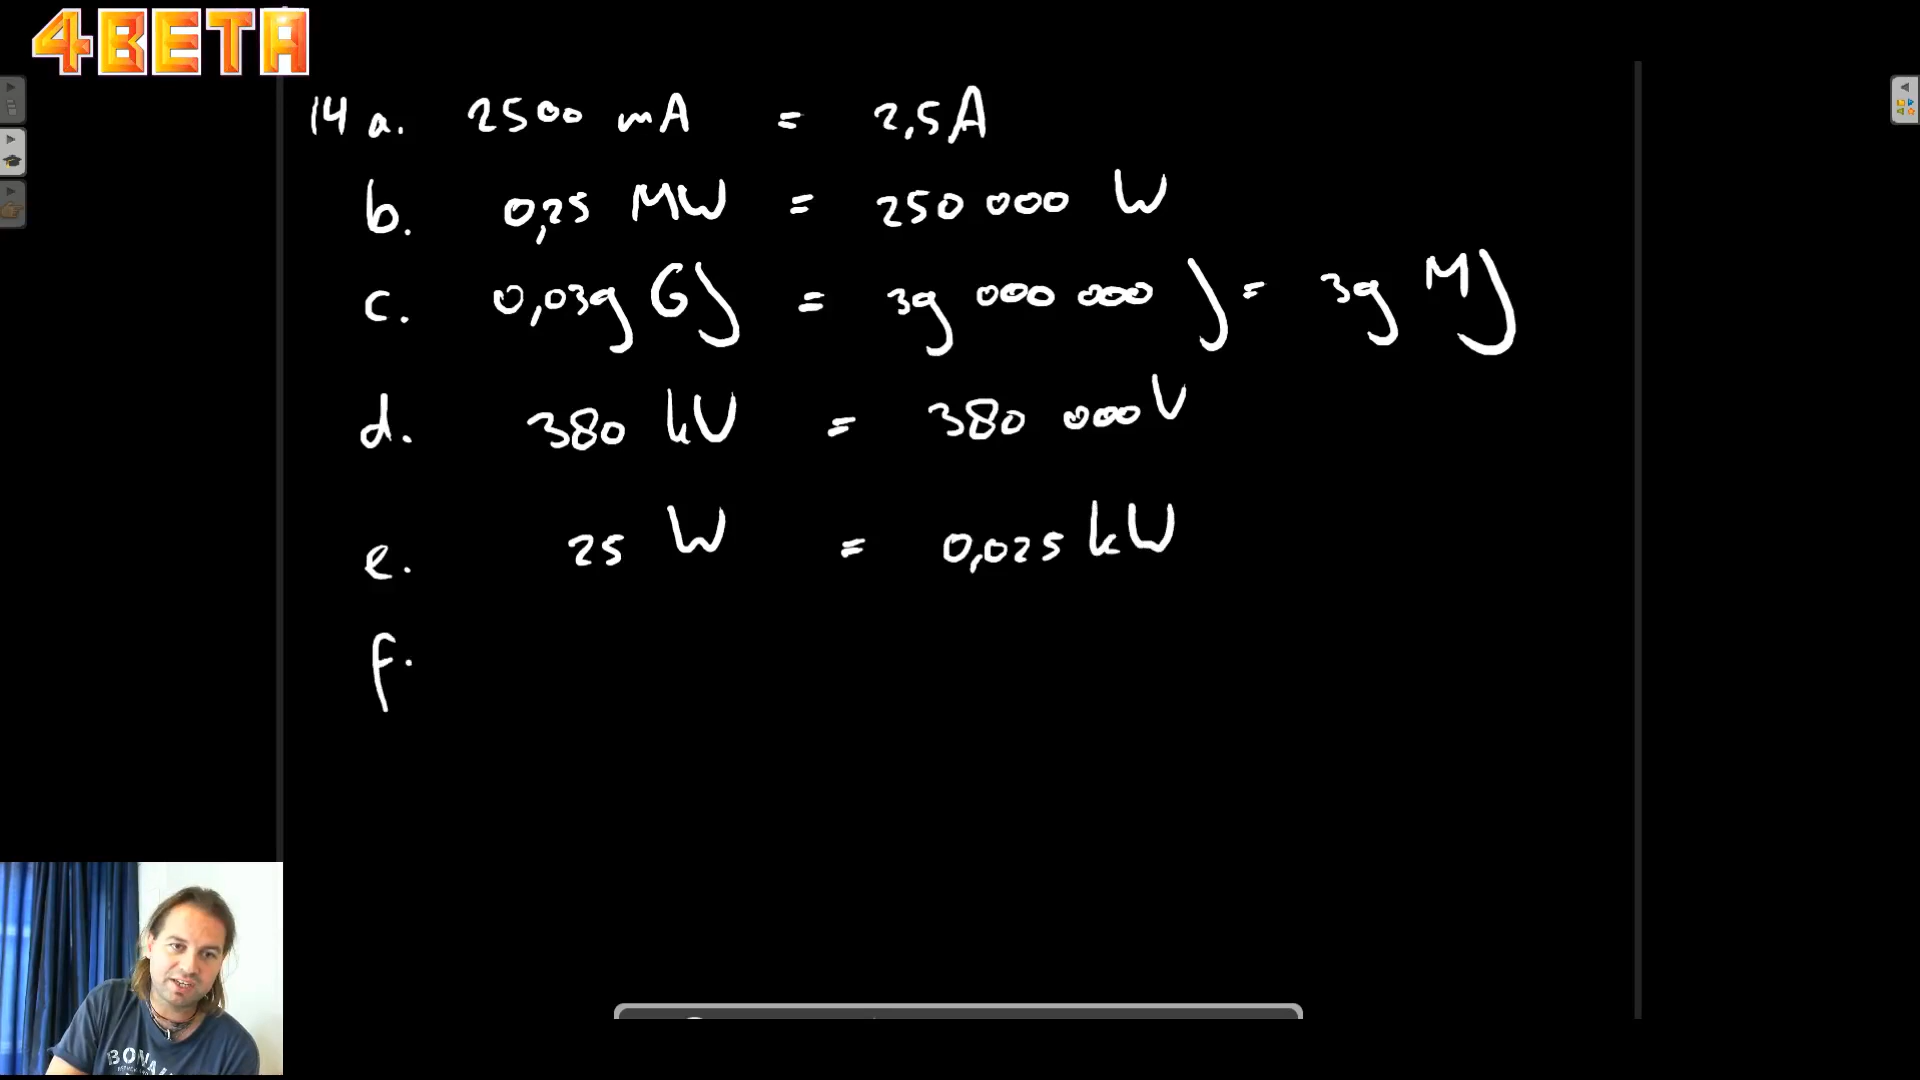 4BETA
14 a. 2500 mA = 2,5 A
b. 0,25 MW = 250 000 W
c. 0,039 GJ = 39 000 000 J = 39 MJ
d. 380 kV = 380 000 V
e. 25 W = 0,025 kW
f.